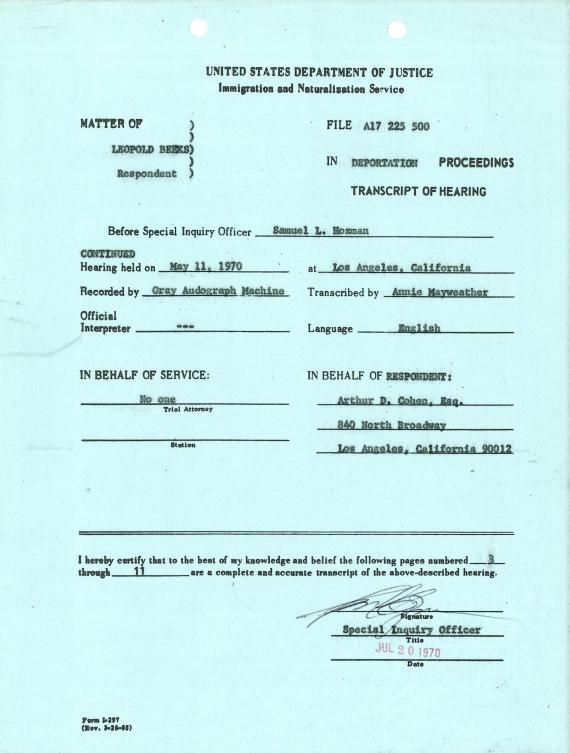 UNITED STATES DEPARTMENT OF JUSTICE
Immigration and Naturalization Service
MATTER OF )
)
LEOPOLD BEEKS)
)
Respondent )
FILE A17 225 500
IN DEPORTATION PROCEEDINGS
TRANSCRIPT OF HEARING
Before Special Inquiry Officer Samuel L. Hozman
CONTINUED
Hearing held on May 11, 1970 at Los Angeles, California
Recorded by Gray Audograph Machine Transcribed by Annie Mayweather
Official
Interpreter --- Language English
IN BEHALF OF SERVICE:
No one
Trial Attorney
Station
IN BEHALF OF RESPONDENT:
Arthur D. Cohen, Esq.
840 North Broadway
Los Angeles, California 90012
I hereby certify that to the best of my knowledge and belief the following pages numbered 3
through 11 are a complete and accurate transcript of the above-described hearing.
Signature
Special Inquiry Officer
Title
JUL 20 1970
Date
Form I-297
(Rev. 3-25-65)